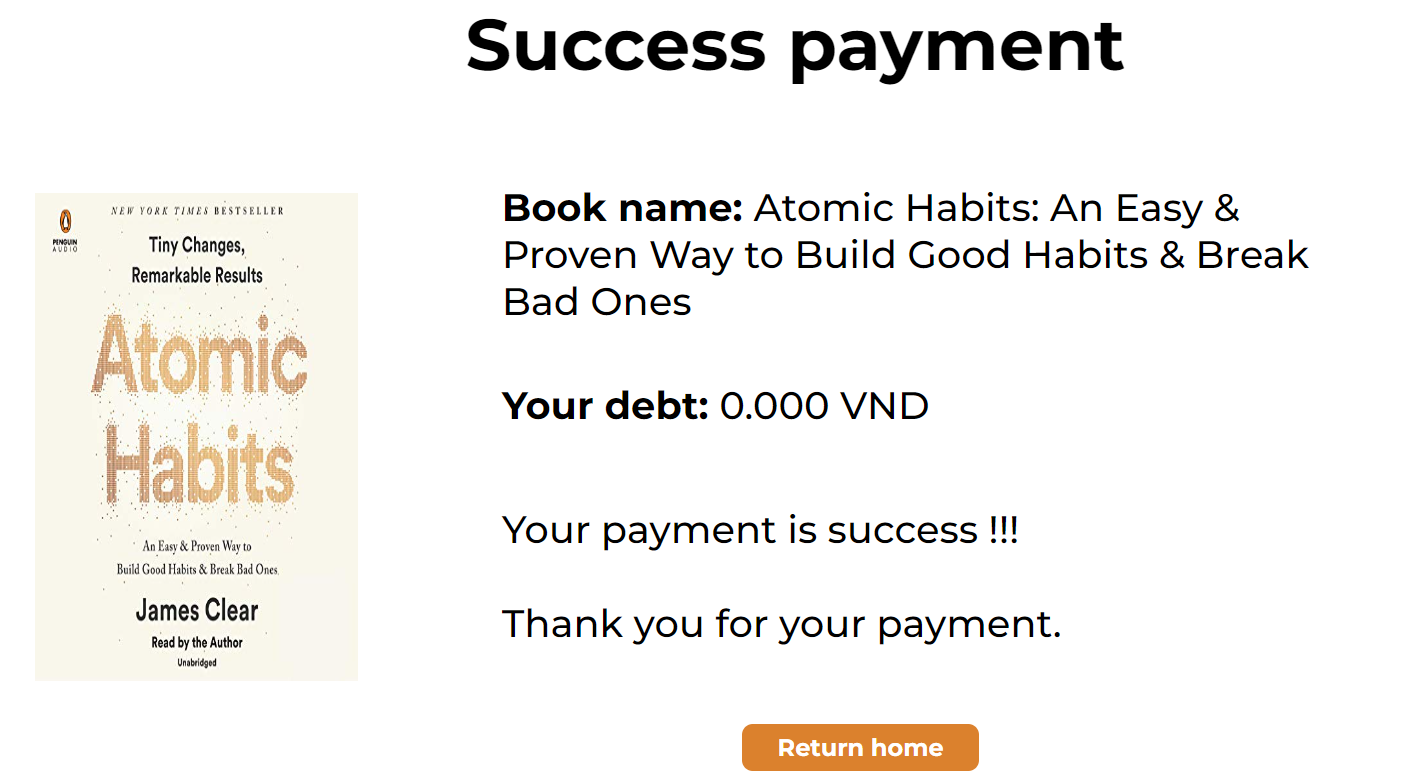 Success payment
PENGUIN
AUDIO
NEW YORK TIMES BESTSELLER
Tiny Changes,
Remarkable Results
Atomic
Habits
An Easy & Proven Way to
Build Good Habits & Break Bad Ones
James Clear
Read by the Author
Unabridged
Book name: Atomic Habits: An Easy &
Proven Way to Build Good Habits & Break
Bad Ones
Your debt: 0.000 VND
Your payment is success !!!
Thank you for your payment.
Return home